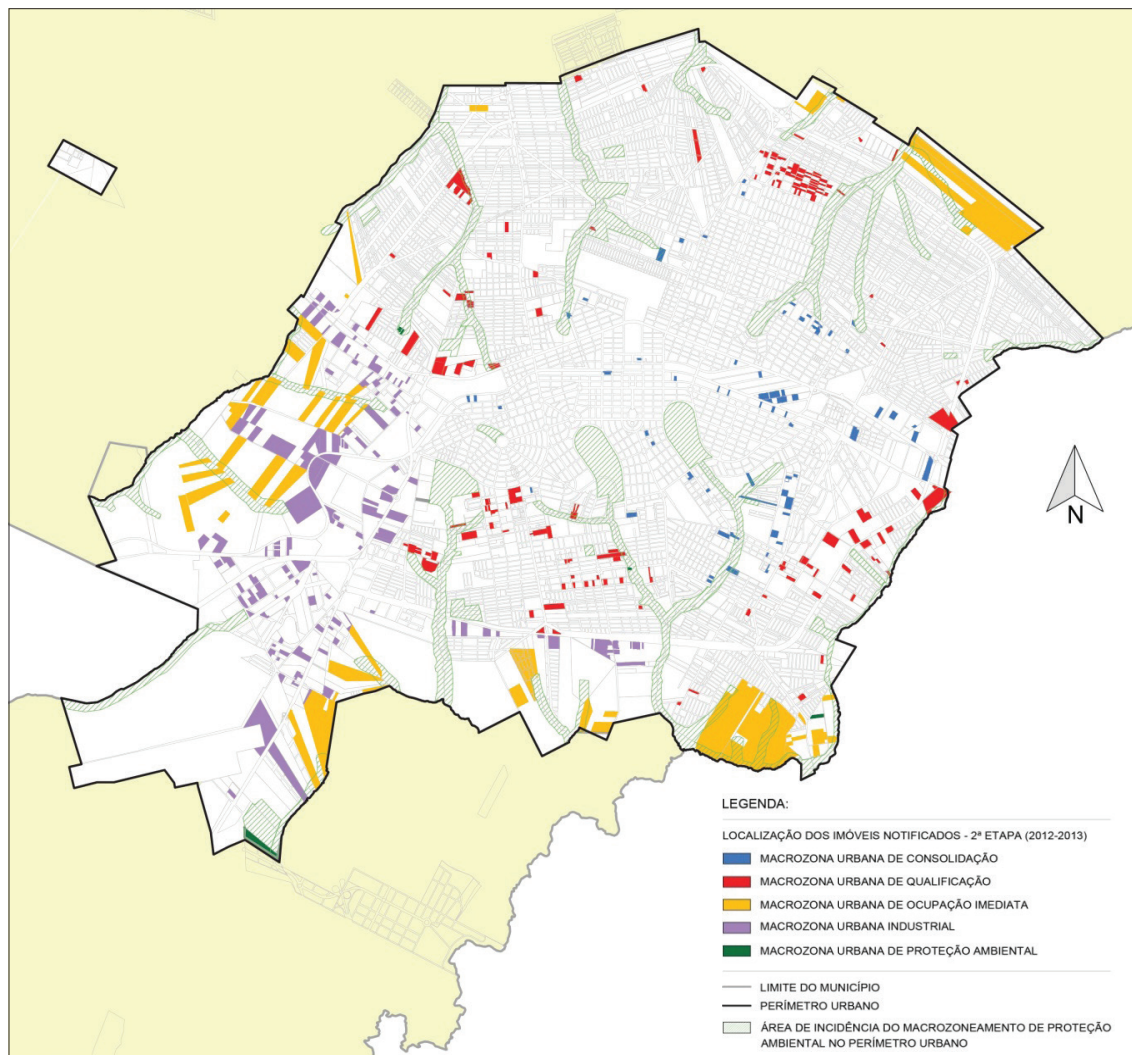 N
LEGENDA:
LOCALIZAÇÃO DOS IMÓVEIS NOTIFICADOS - 2ª ETAPA (2012-2013)
MACROZONA URBANA DE CONSOLIDAÇÃO
MACROZONA URBANA DE QUALIFICAÇÃO
MACROZONA URBANA DE OCUPAÇÃO IMEDIATA
MACROZONA URBANA INDUSTRIAL
MACROZONA URBANA DE PROTEÇÃO AMBIENTAL
LIMITE DO MUNICÍPIO
PERÍMETRO URBANO
ÁREA DE INCIDÊNCIA DO MACROZONEAMENTO DE PROTEÇÃO
AMBIENTAL NO PERÍMETRO URBANO